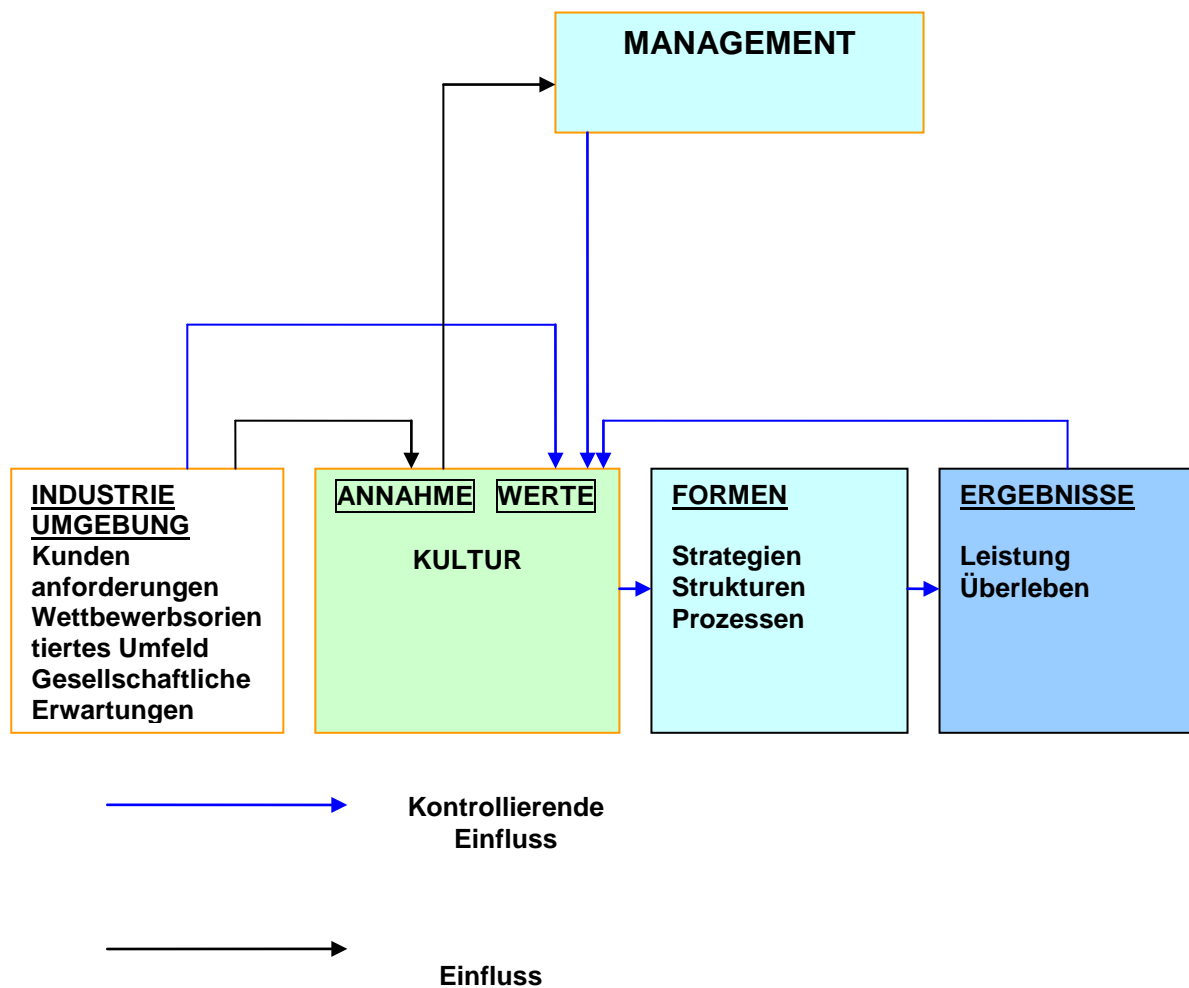 MANAGEMENT
INDUSTRIE
UMGEBUNG
Kunden
anforderungen
Wettbewerbsorien
tiertes Umfeld
Gesellschaftliche
Erwartungen
ANNAHME WERTE
KULTUR
FORMEN
Strategien
Strukturen
Prozessen
ERGEBNISSE
Leistung
Überleben
Kontrollierende
Einfluss
Einfluss